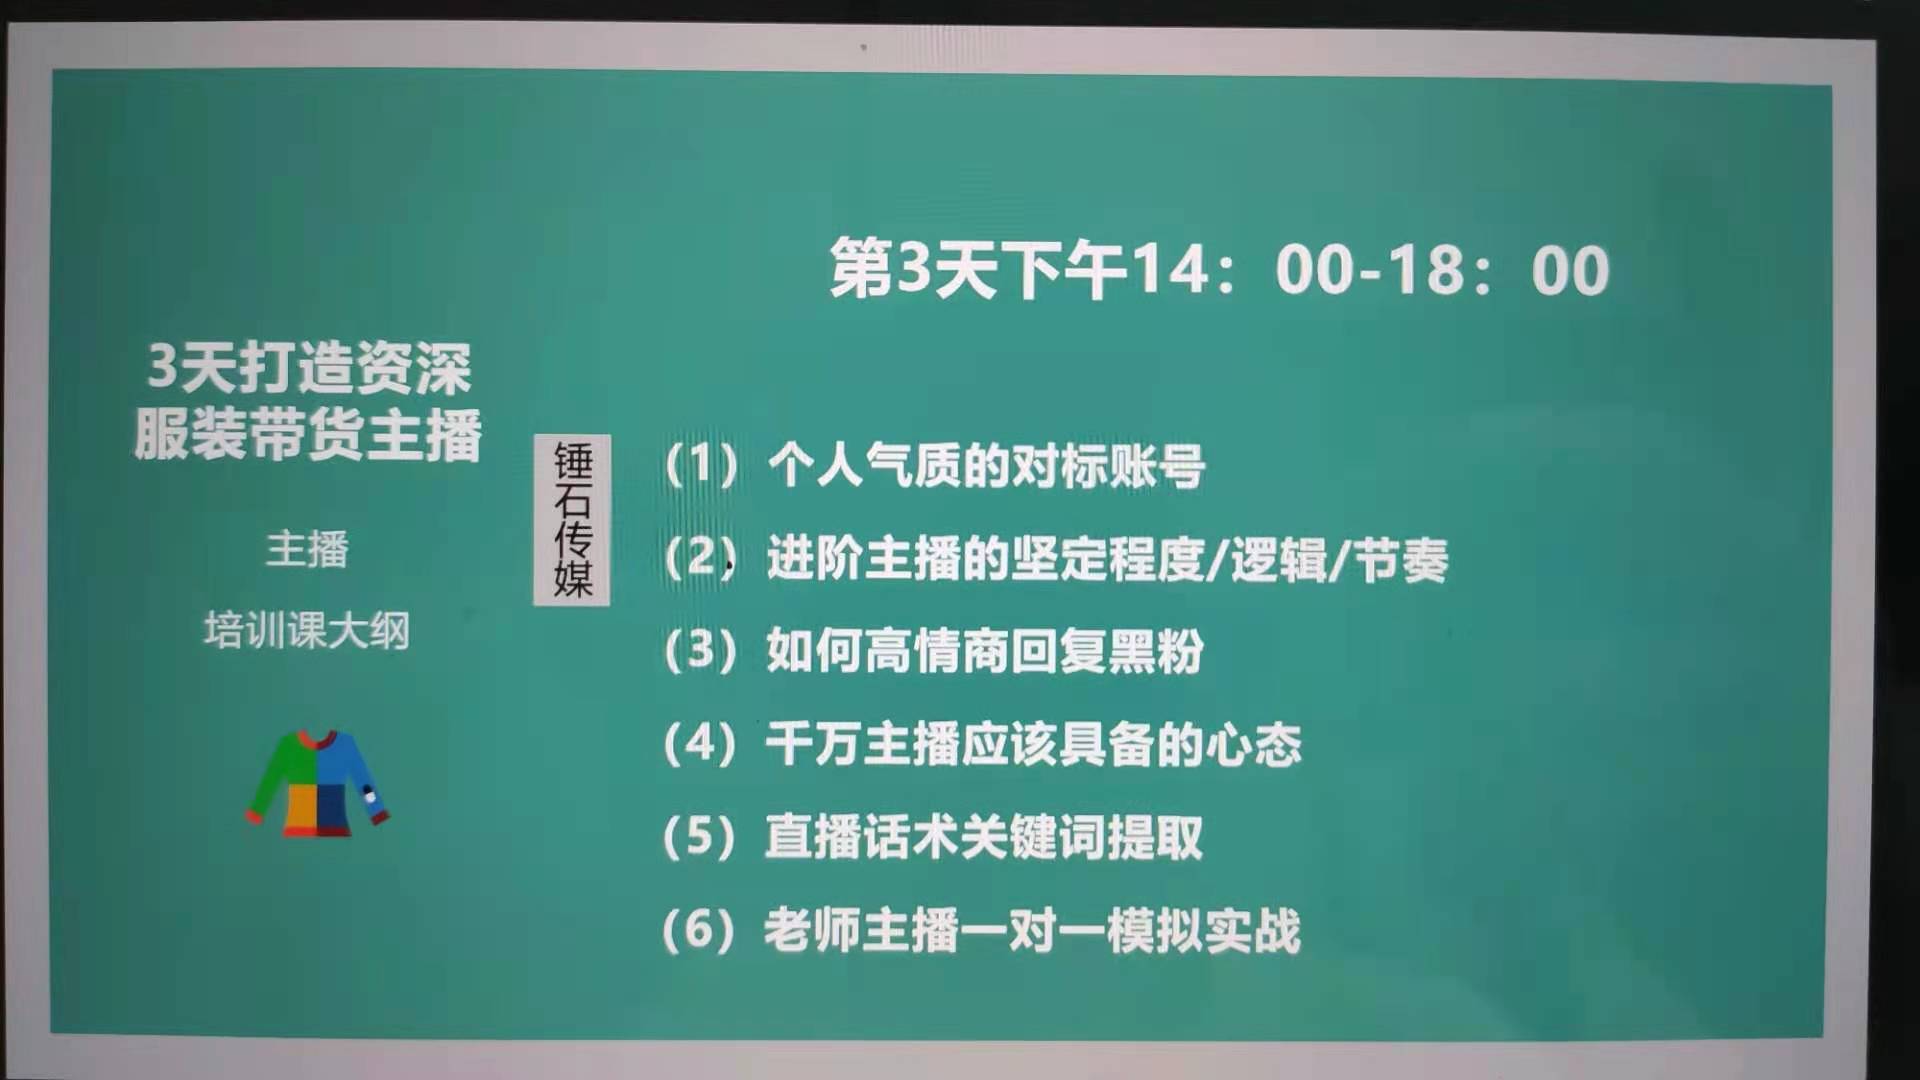 3天打造资深
服装带货主播
主播
培训课大纲
锤石传媒
第3天下午14：00-18：00
（1）个人气质的对标账号
（2）进阶主播的坚定程度/逻辑/节奏
（3）如何高情商回复黑粉
（4）千万主播应该具备的心态
（5）直播话术关键词提取
（6）老师主播一对一模拟实战